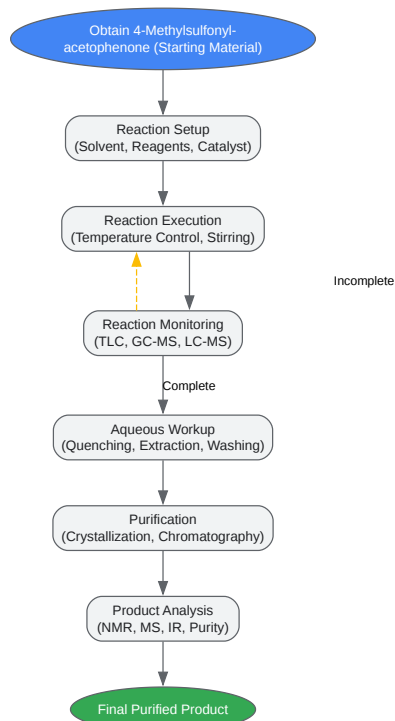 Obtain 4-Methylsulfonyl-
acetophenone (Starting Material)
Reaction Setup
(Solvent, Reagents, Catalyst)
Reaction Execution
(Temperature Control, Stirring)
Incomplete
Reaction Monitoring
(TLC, GC-MS, LC-MS)
Complete
Aqueous Workup
(Quenching, Extraction, Washing)
Purification
(Crystallization, Chromatography)
Product Analysis
(NMR, MS, IR, Purity)
Final Purified Product